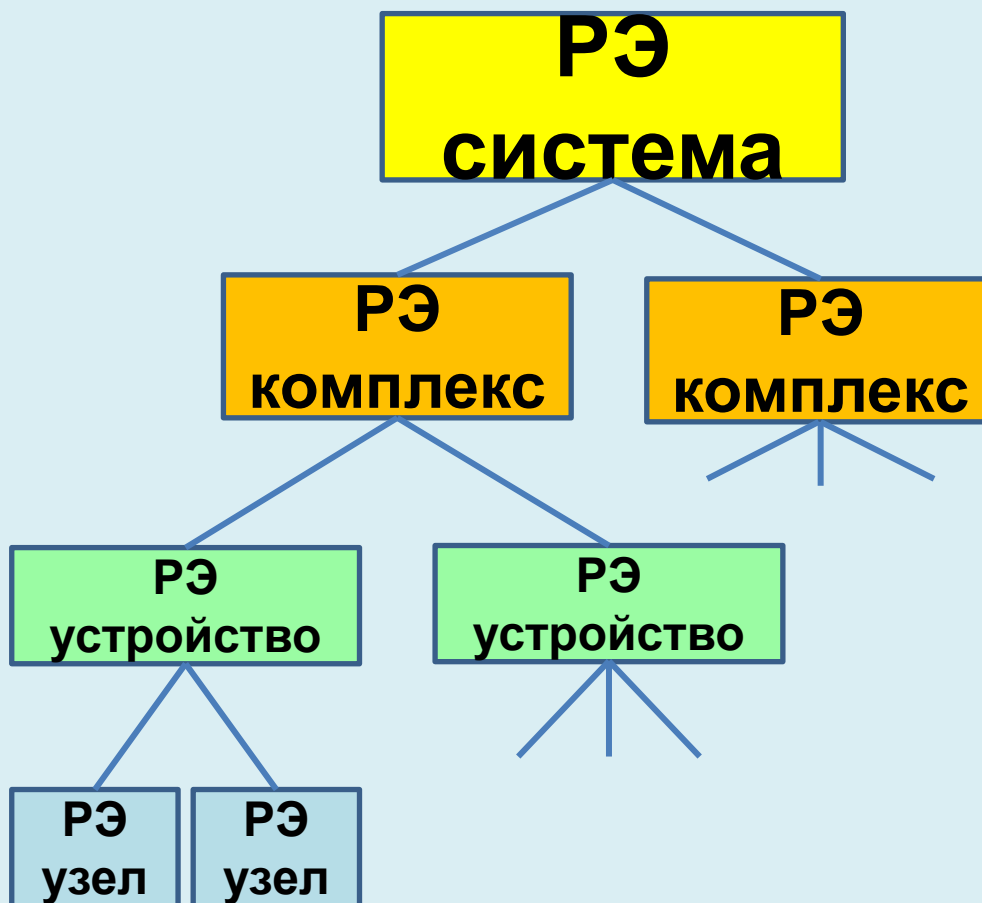 РЭ
система
РЭ
комплекс
РЭ
комплекс
РЭ
устройство
РЭ
устройство
РЭ
узел
РЭ
узел